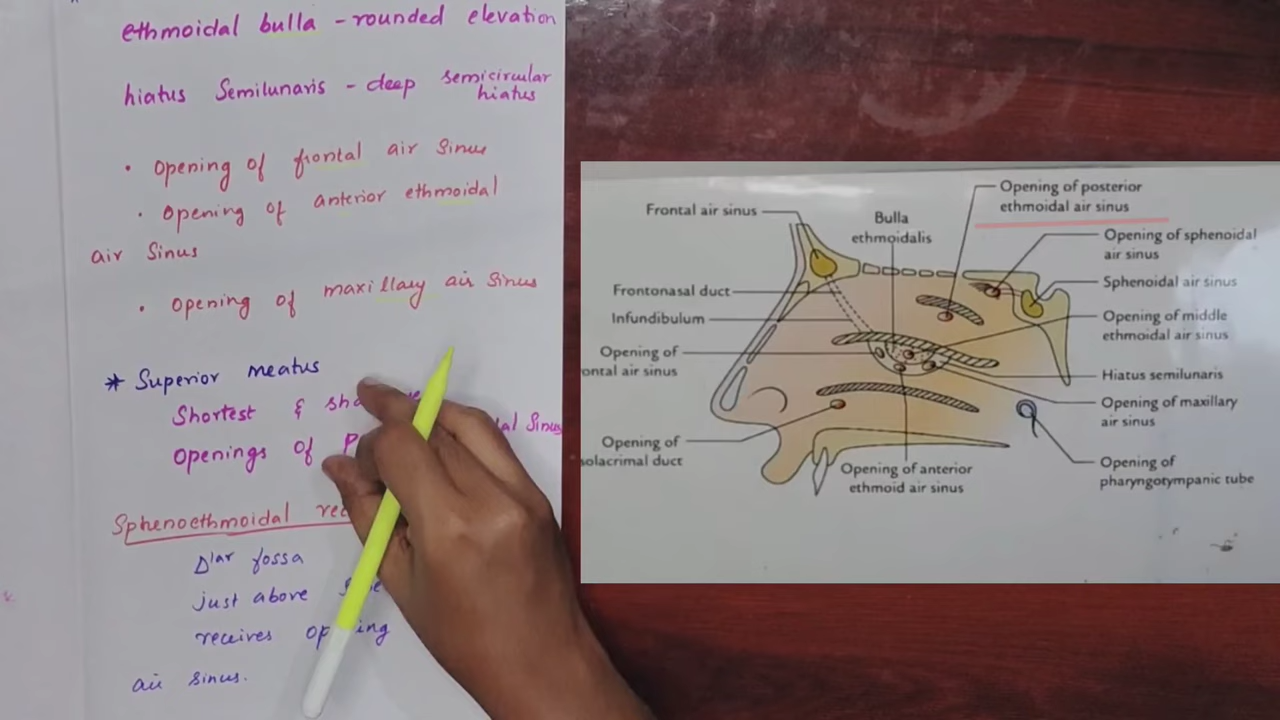 ethmoidal bulla - rounded elevation
hiatus Semilunaris - deep semicircular
hiatus
• Opening of frontal air Sinus
• Opening of anterior ethmoidal
air Sinus
• Opening of maxillary air Sinus
* Superior meatus
Shortest &
Openings of Sinus
Sphenoethmoidal
Δlar fossa
just above
receives
air sinus.
Opening of posterior
ethmoidal air sinus
Frontal air sinus
Bulla
ethmoidalis
Opening of sphenoidal
air sinus
Sphenoidal air sinus
Frontonasal duct
Infundibulum
Opening of middle
ethmoidal air sinus
Opening of
ontal air sinus
Hiatus semilunaris
Opening of maxillary
air sinus
Opening of
solacrimal duct
Opening of anterior
ethmoid air sinus
Opening of
pharyngotympanic tube